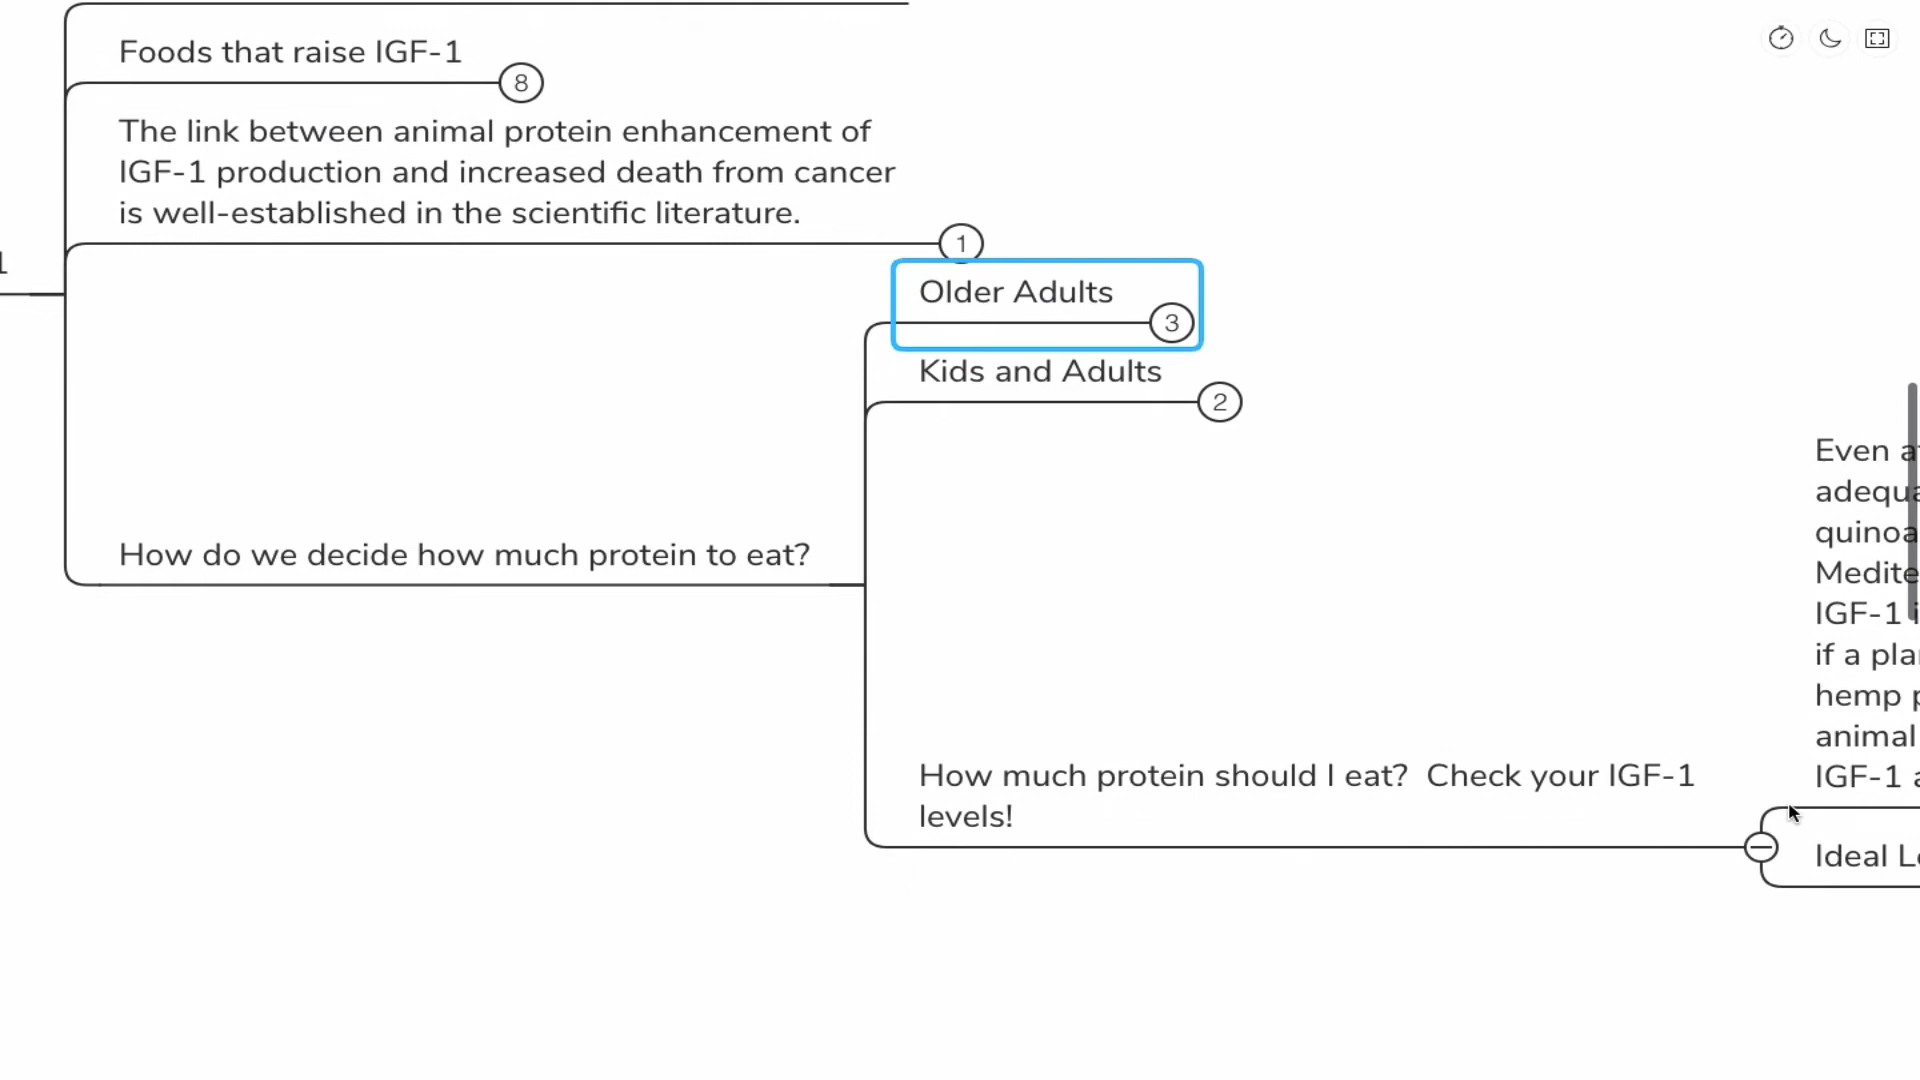 Foods that raise IGF-1
8
The link between animal protein enhancement of
IGF-1 production and increased death from cancer
is well-established in the scientific literature.
1
Older Adults
3
Kids and Adults
2
How do we decide how much protein to eat?
How much protein should I eat?  Check your IGF-1
levels!
Even
quinoa
IGF-1
if a
hemp
animal
IGF-1
Ideal